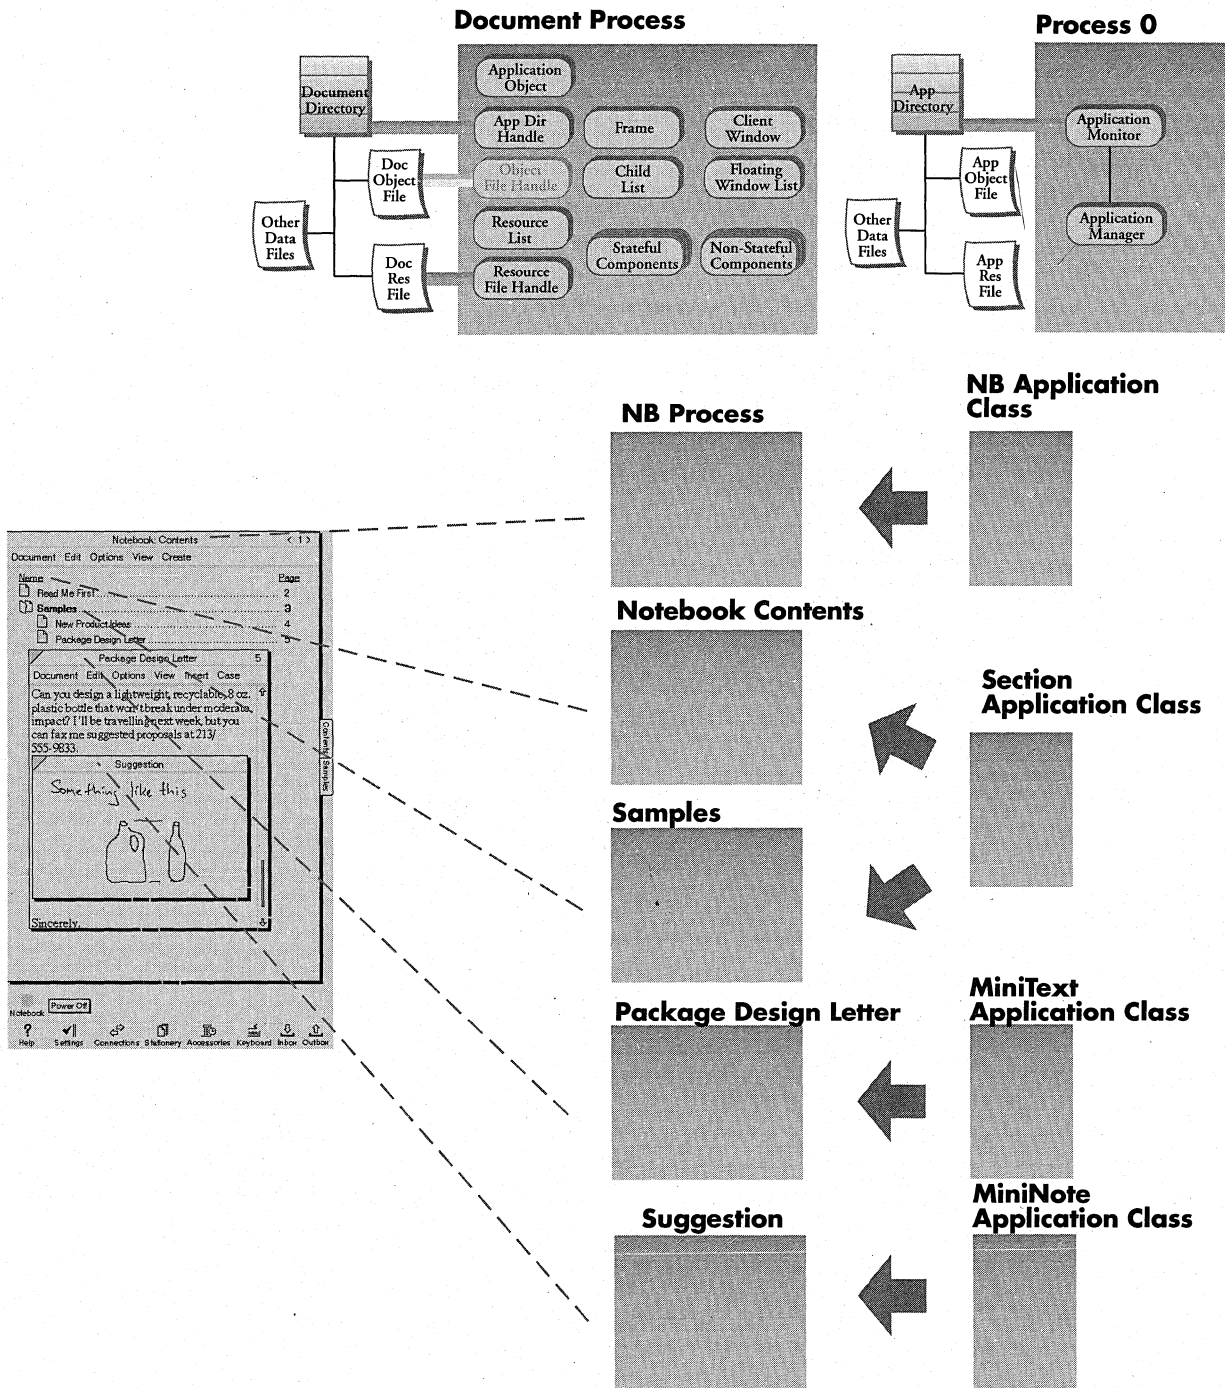 Document Process
Process 0
Document
Directory
Application
Object
App Dir
Handle
Frame
Client
Window
Doc
Object
File
Object
File Handle
Child
List
Floating
Window List
Other
Data
Files
Resource
List
Stateful
Components
Non-Stateful
Components
Doc
Res
File
Resource
File Handle
App
Directory
Application
Monitor
App
Object
File
Other
Data
Files
Application
Manager
App
Res
File
NB Process
NB Application
Class
Notebook: Contents < 1 >
Document Edit Options View Create
Name Page
Read Me First 2
Samples 3
New Product Ideas 4
Package Design Letter 5
Package Design Letter 5
Document Edit Options View Insert Case
Can you design a lightweight, recyclable, 8 oz.
plastic bottle that won't break under moderate
impact? I'll be travelling next week, but you
can fax me suggested proposals at 213/
555-9833.
Suggestion
Something like this
Sincerely,
Contents
Samples
Notebook
Power Off
?
Help Settings Connections Stationery Accessories Keyboard Inbox Outbox
Notebook Contents
Section
Application Class
Samples
Package Design Letter
MiniText
Application Class
Suggestion
MiniNote
Application Class